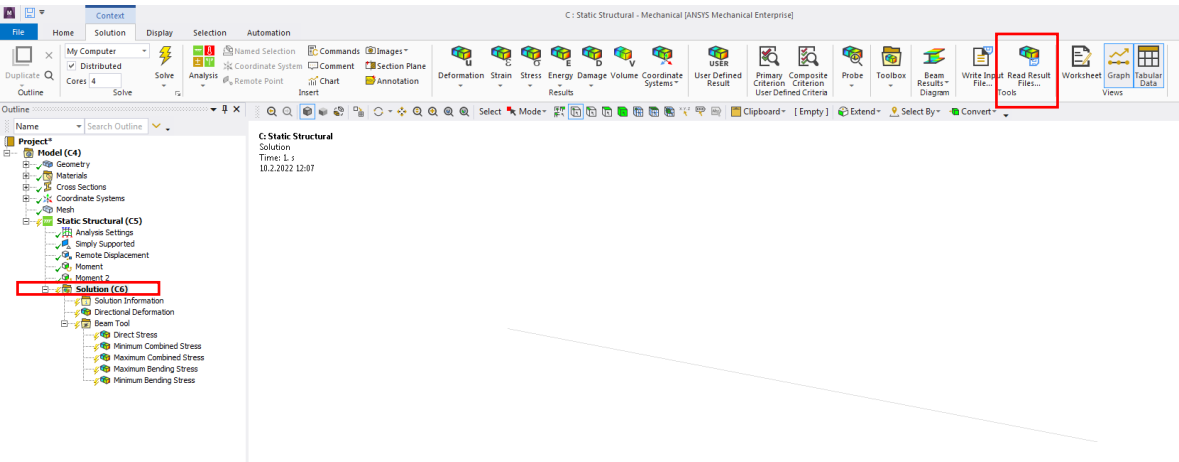 M
Context
C : Static Structural - Mechanical [ANSYS Mechanical Enterprise]
File Home Solution Display Selection Automation
Duplicate
Outline
My Computer
Distributed
Cores 4
Solve
Solve
Analysis
Named Selection Commands Images
Coordinate System Comment Section Plane
Remote Point Chart Annotation
Insert
Deformation Strain Stress Energy Damage Volume Coordinate Systems
Results
USER
User Defined Result
Primary Criterion Composite Criterion
User Defined Criteria
Probe
Toolbox
Beam Results
Diagram
Write Input File... Read Result Files...
Tools
Worksheet Graph Tabular Data
Views
Outline
Name Search Outline
Select Mode Clipboard [ Empty ] Extend Select By Convert
Project*
Model (C4)
Geometry
Materials
Cross Sections
Coordinate Systems
Mesh
Static Structural (C5)
Analysis Settings
Simply Supported
Remote Displacement
Moment
Moment 2
Solution (C6)
Solution Information
Directional Deformation
Beam Tool
Direct Stress
Minimum Combined Stress
Maximum Combined Stress
Maximum Bending Stress
Minimum Bending Stress
C: Static Structural
Solution
Time: 1. s
10.2.2022 12:07